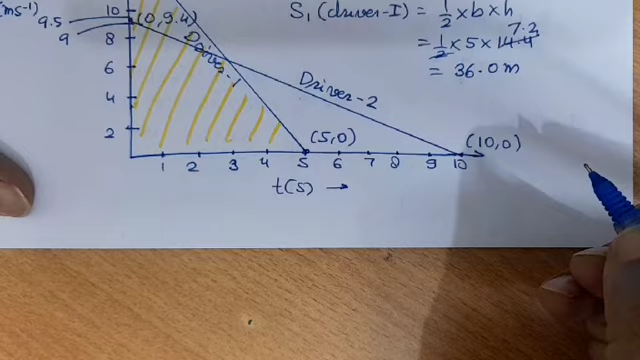 (ms⁻¹)
10
9.5
9
(0,9.4)
8
6
4
2
Driver-1
Driver-2
(5,0)
(10,0)
1 2 3 4 5 6 7 8 9 10
t(s) →
S₁ (driver-I) = 1/2 × b × h
7.2
= 1/2 × 5 × 14.4
= 36.0 m